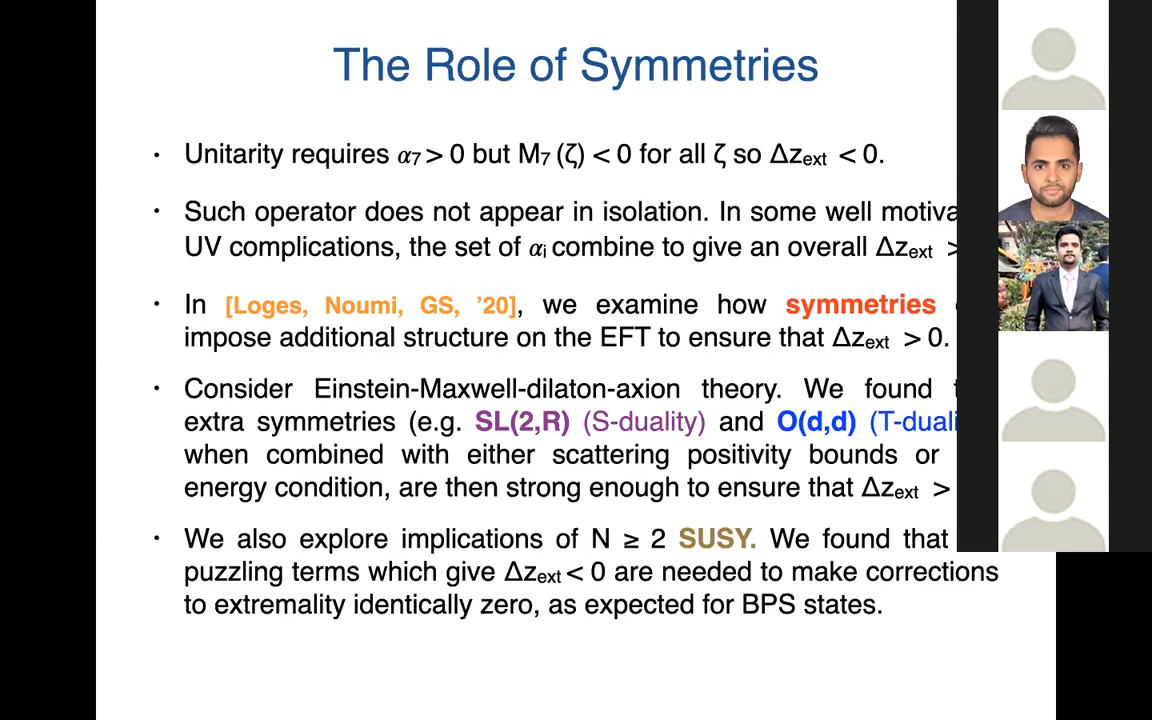 The Role of Symmetries
• Unitarity requires α₇ > 0 but M₇ (ζ) < 0 for all ζ so Δzₑₓₜ < 0.
• Such operator does not appear in isolation. In some well motiva
UV complications, the set of αᵢ combine to give an overall Δzₑₓₜ >
• In [Loges, Noumi, GS, ’20], we examine how symmetries
impose additional structure on the EFT to ensure that Δzₑₓₜ > 0.
• Consider Einstein-Maxwell-dilaton-axion theory. We found
extra symmetries (e.g. SL(2,R) (S-duality) and O(d,d) (T-duali
when combined with either scattering positivity bounds or
energy condition, are then strong enough to ensure that Δzₑₓₜ >
• We also explore implications of N ≥ 2 SUSY. We found that
puzzling terms which give Δzₑₓₜ < 0 are needed to make corrections
to extremality identically zero, as expected for BPS states.